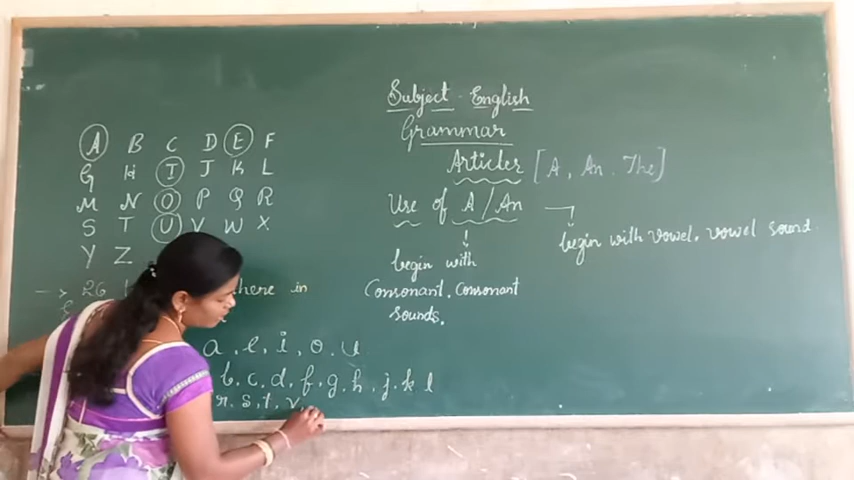 Subject - English
Grammar
Articles [A, An. The]
Use of A/An
begin with vowel, vowel sound.
begin with
Consonant, Consonant
sounds.
A B C D E F
G H I J K L
M N O P Q R
S T U V W X
Y Z
-> 26 here in
a, e, i, o, u
b, c, d, f, g, h, j, k l
r, s, t, v